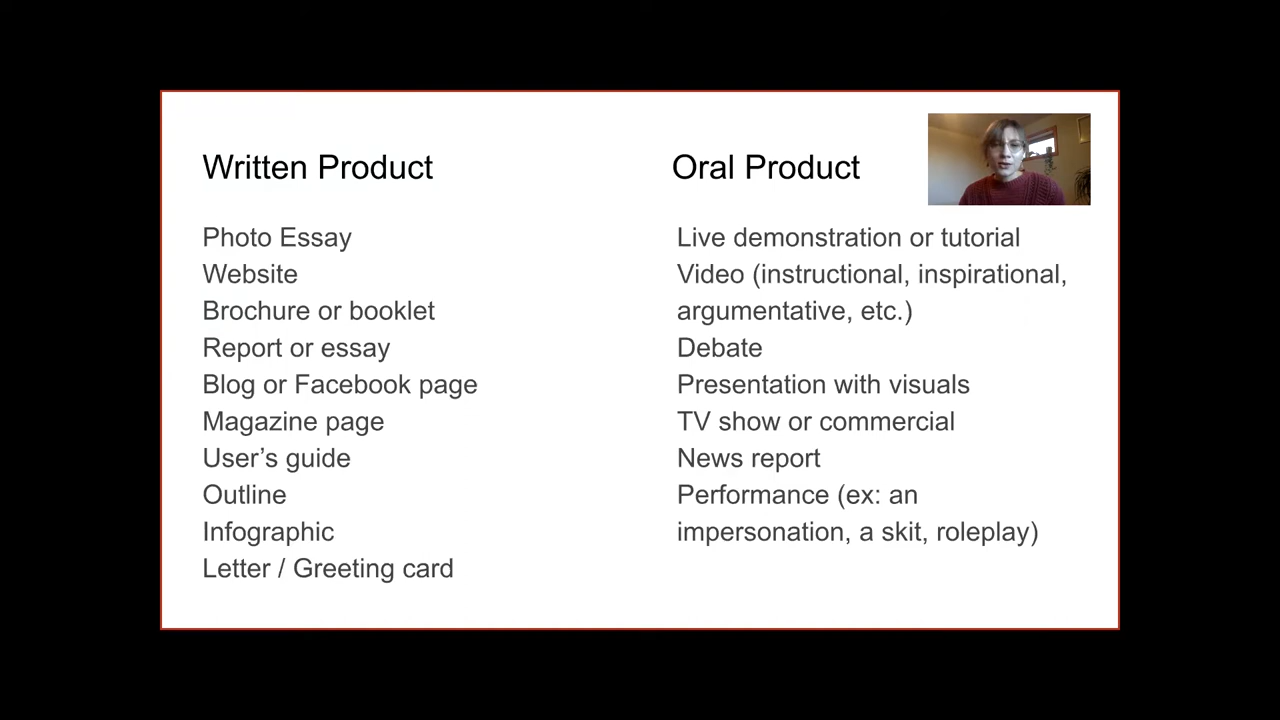 Written Product
Photo Essay
Website
Brochure or booklet
Report or essay
Blog or Facebook page
Magazine page
User’s guide
Outline
Infographic
Letter / Greeting card
Oral Product
Live demonstration or tutorial
Video (instructional, inspirational,
argumentative, etc.)
Debate
Presentation with visuals
TV show or commercial
News report
Performance (ex: an
impersonation, a skit, roleplay)